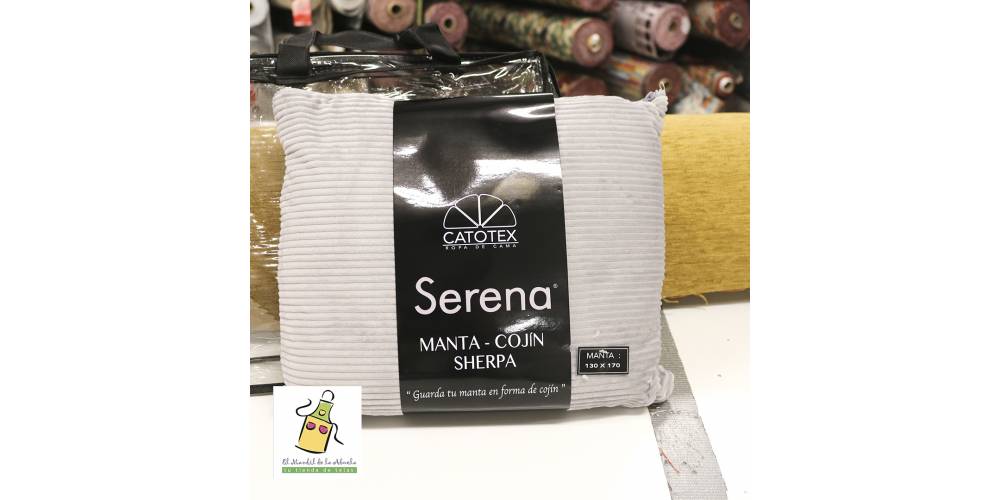 CATOTEX
ROPA DE CAMA
Serena®
MANTA - COJÍN
SHERPA
“ Guarda tu manta en forma de cojín ”
MANTA :
130 X 170
El Mandil de la Abuela
tu tienda de telas